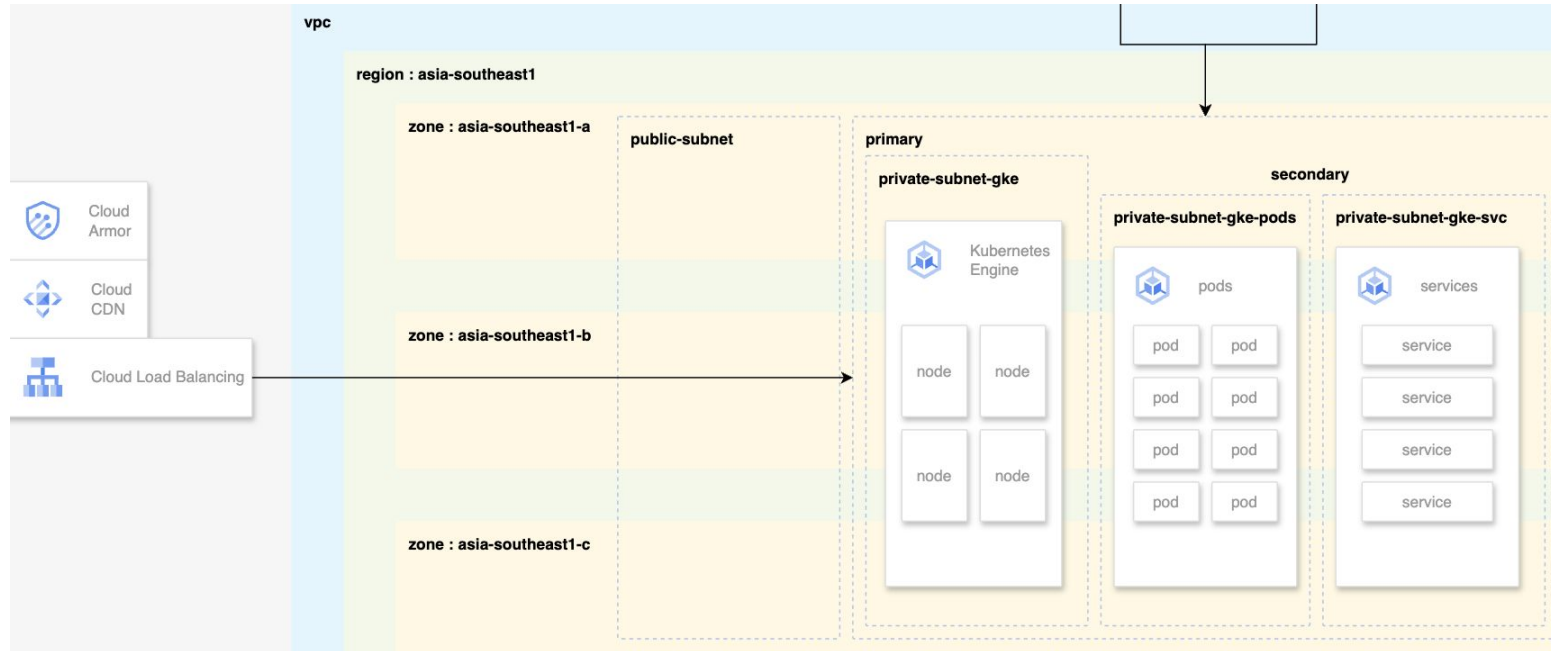 vpc
region : asia-southeast1
zone : asia-southeast1-a
public-subnet
primary
private-subnet-gke
secondary
private-subnet-gke-pods
private-subnet-gke-svc
Cloud
Armor
Cloud
CDN
Cloud Load Balancing
Kubernetes
Engine
pods
services
zone : asia-southeast1-b
node
node
node
node
pod
pod
pod
pod
pod
pod
pod
pod
service
service
service
service
zone : asia-southeast1-c